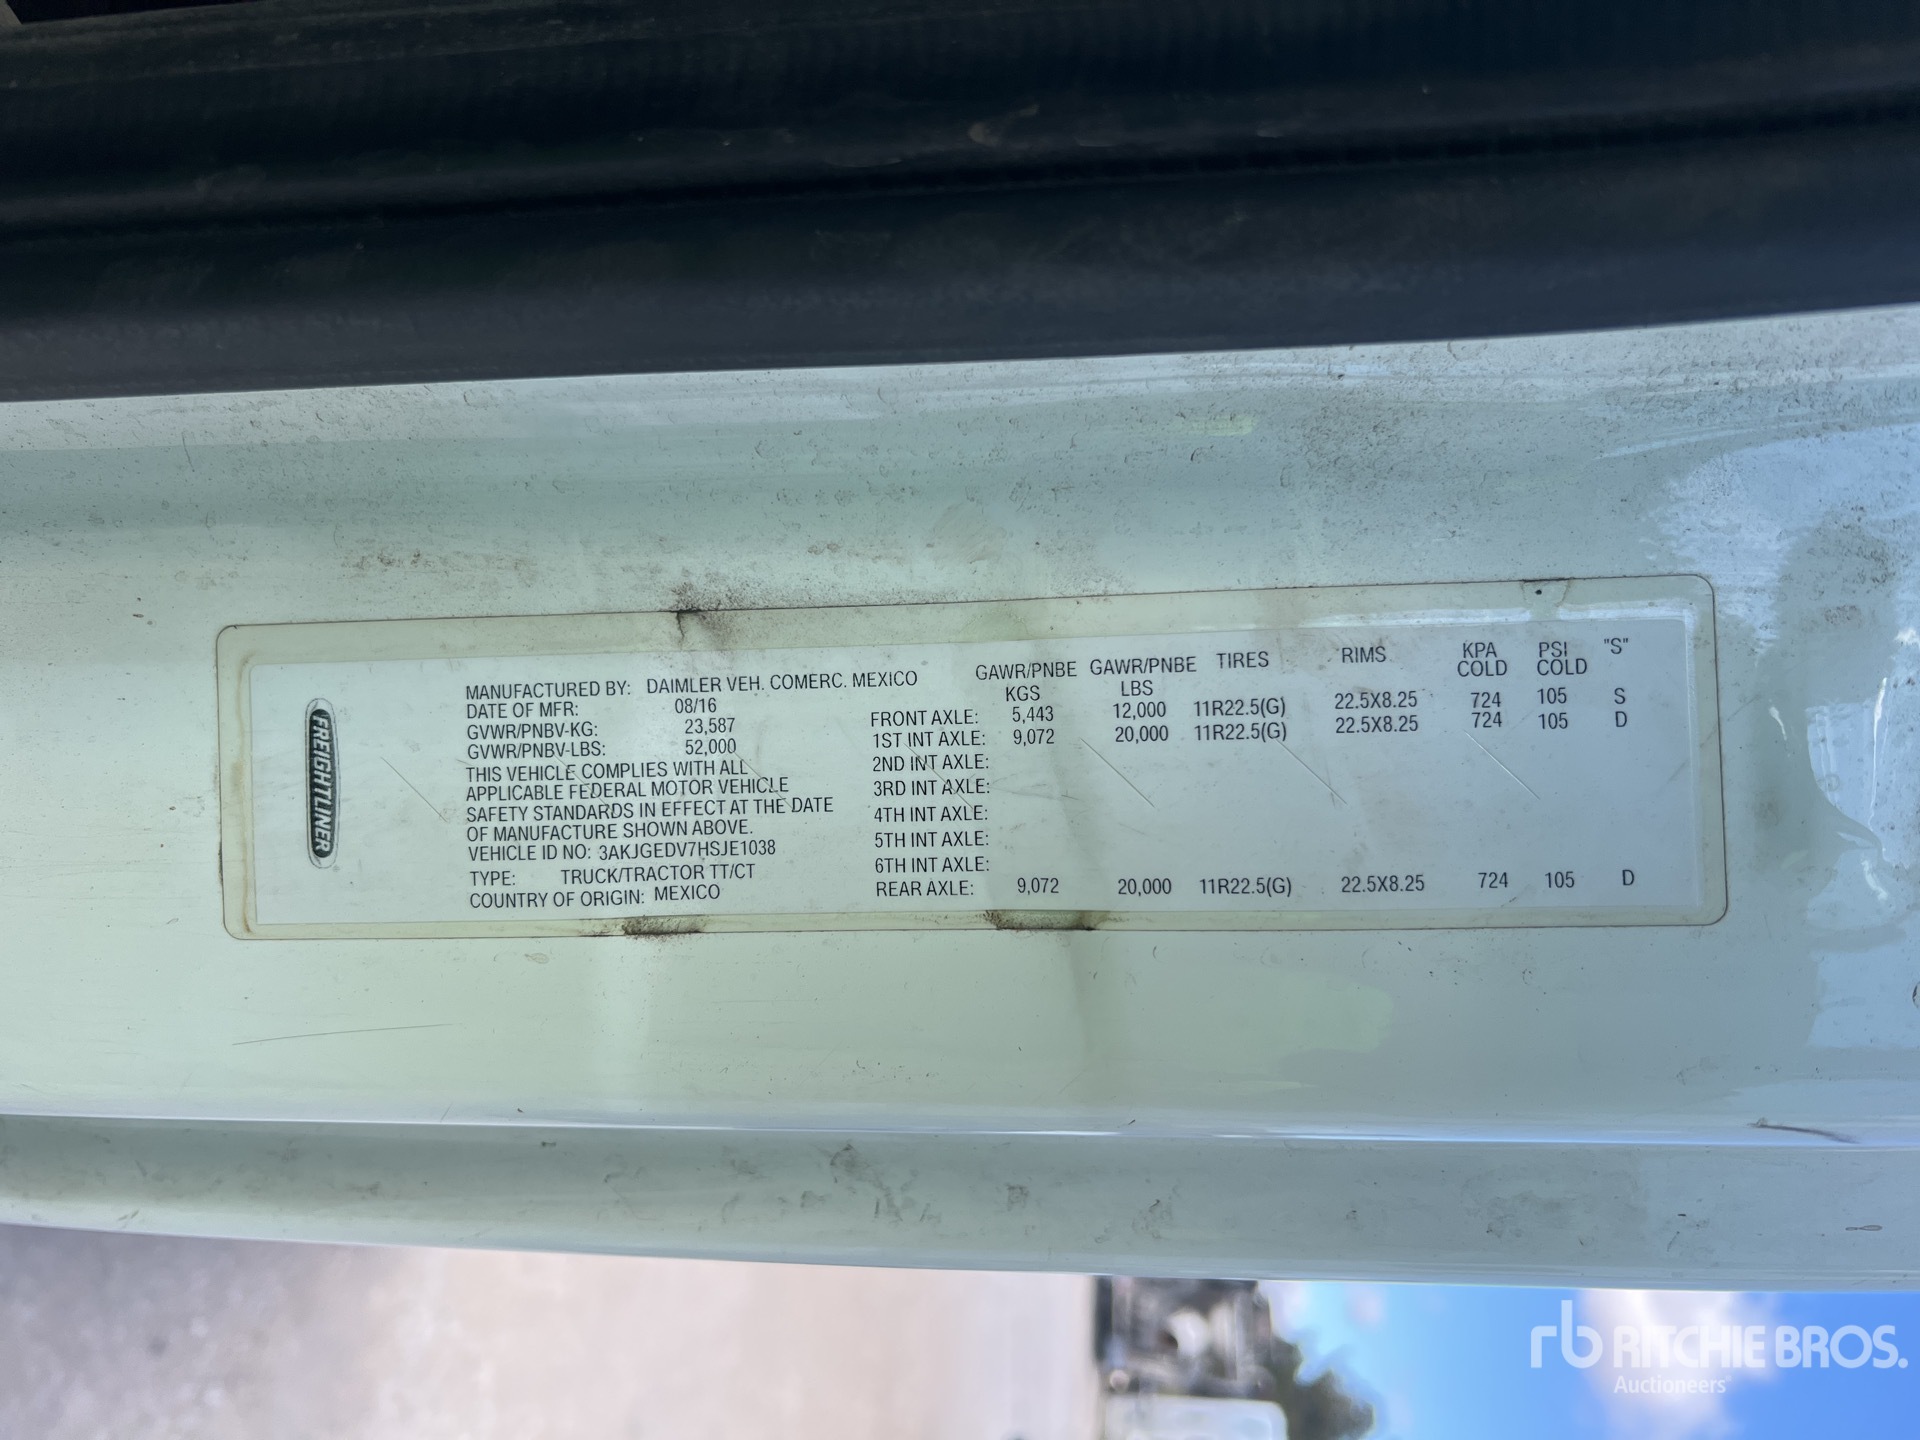 FREIGHTLINER
MANUFACTURED BY: DAIMLER VEH. COMERC. MEXICO
DATE OF MFR: 08/16
GVWR/PNBV-KG: 23,587
GVWR/PNBV-LBS: 52,000
THIS VEHICLE COMPLIES WITH ALL
APPLICABLE FEDERAL MOTOR VEHICLE
SAFETY STANDARDS IN EFFECT AT THE DATE
OF MANUFACTURE SHOWN ABOVE.
VEHICLE ID NO: 3AKJGEDV7HSJE1038
TYPE: TRUCK/TRACTOR TT/CT
COUNTRY OF ORIGIN: MEXICO
GAWR/PNBE GAWR/PNBE TIRES RIMS KPA PSI "S"
KGS LBS COLD COLD
FRONT AXLE: 5,443 12,000 11R22.5(G) 22.5X8.25 724 105 S
1ST INT AXLE: 9,072 20,000 11R22.5(G) 22.5X8.25 724 105 D
2ND INT AXLE:
3RD INT AXLE:
4TH INT AXLE:
5TH INT AXLE:
6TH INT AXLE:
REAR AXLE: 9,072 20,000 11R22.5(G) 22.5X8.25 724 105 D
rb RITCHIE BROS.
Auctioneers